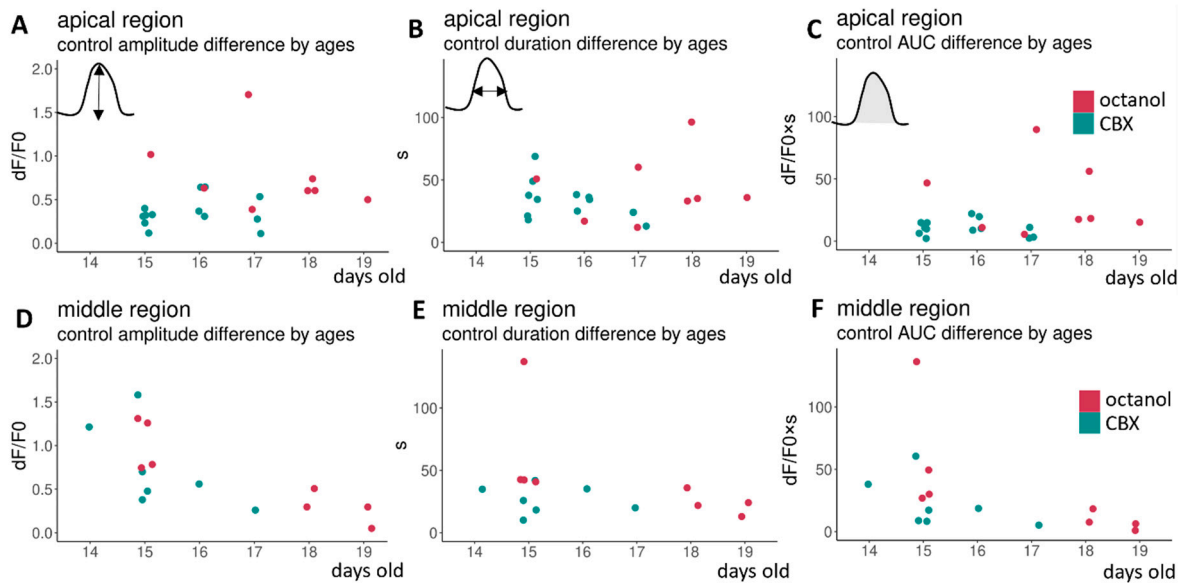 A
apical region
control amplitude difference by ages
2.0
1.5
1.0
0.5
0.0
dF/F0
14 15 16 17 18 19
days old
B
apical region
control duration difference by ages
100
50
0
s
14 15 16 17 18 19
days old
C
apical region
control AUC difference by ages
100
50
0
dF/F0×s
octanol
CBX
14 15 16 17 18 19
days old
D
middle region
control amplitude difference by ages
2.0
1.5
1.0
0.5
0.0
dF/F0
14 15 16 17 18 19
days old
E
middle region
control duration difference by ages
100
50
0
s
14 15 16 17 18 19
days old
F
middle region
control AUC difference by ages
100
50
0
dF/F0×s
octanol
CBX
14 15 16 17 18 19
days old